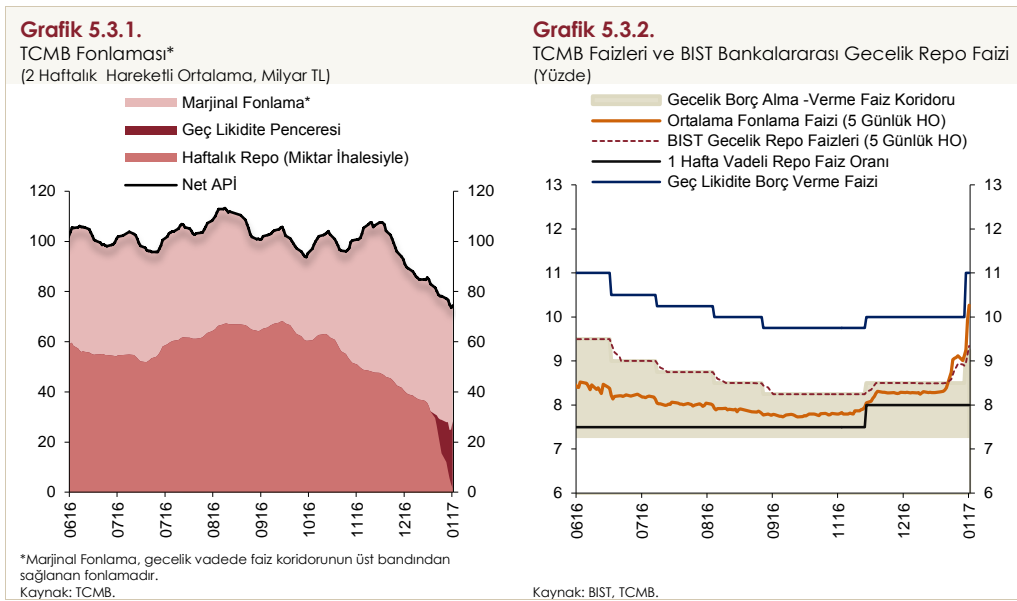 Grafik 5.3.1.
TCMB Fonlaması*
(2 Haftalık Hareketli Ortalama, Milyar TL)
Marjinal Fonlama*
Geç Likidite Penceresi
Haftalık Repo (Miktar İhalesiyle)
Net APİ
120
100
80
60
40
20
0
120
100
80
60
40
20
0
0616
0716
0816
0916
1016
1116
1216
0117
*Marjinal Fonlama, gecelik vadede faiz koridorunun üst bandından
sağlanan fonlamadır.
Kaynak: TCMB.
Grafik 5.3.2.
TCMB Faizleri ve BIST Bankalararası Gecelik Repo Faizi
(Yüzde)
Gecelik Borç Alma -Verme Faiz Koridoru
Ortalama Fonlama Faizi (5 Günlük HO)
BIST Gecelik Repo Faizleri (5 Günlük HO)
1 Hafta Vadeli Repo Faiz Oranı
Geç Likidite Borç Verme Faizi
13
12
11
10
9
8
7
6
13
12
11
10
9
8
7
6
0616
0716
0816
0916
1116
1216
0117
Kaynak: BIST, TCMB.